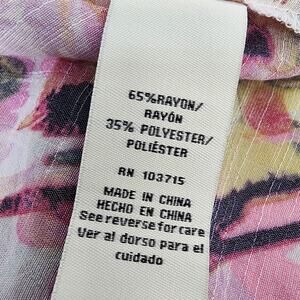 65%RAYON/
RAYÓN
35% POLYESTER/
POLIÉSTER
RN 103715
MADE IN CHINA
HECHO EN CHINA
See reverse for care
Ver al dorso para el
cuidado